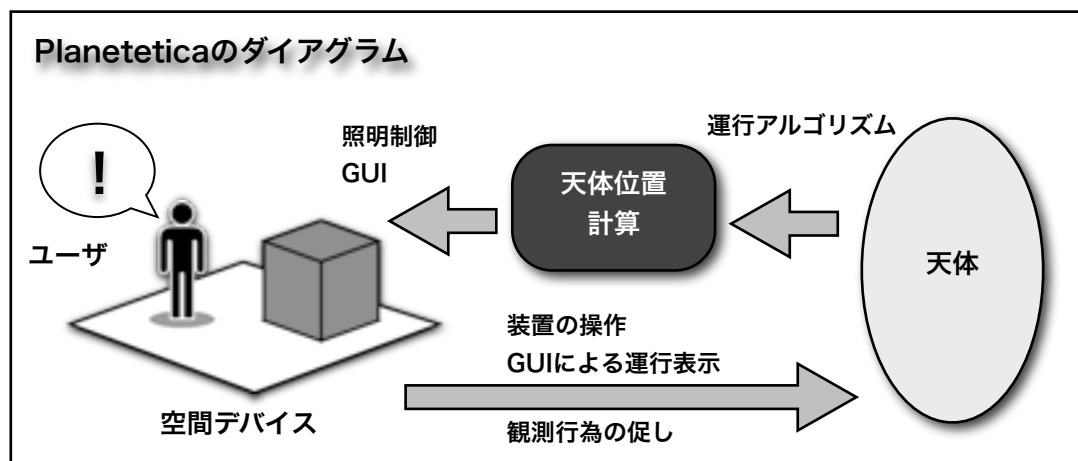 Planeteticaのダイアグラム
運行アルゴリズム
照明制御
GUI
天体位置
計算
!
ユーザ
天体
装置の操作
GUIによる運行表示
空間デバイス
観測行為の促し